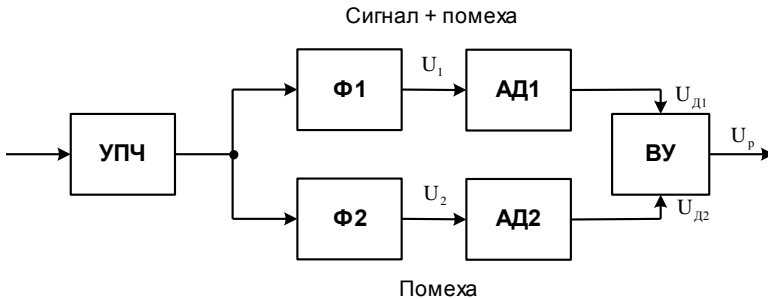 Сигнал + помеха
Ф1
U1
АД1
UД1
УПЧ
ВУ
Uр
Ф2
U2
АД2
UД2
Помеха